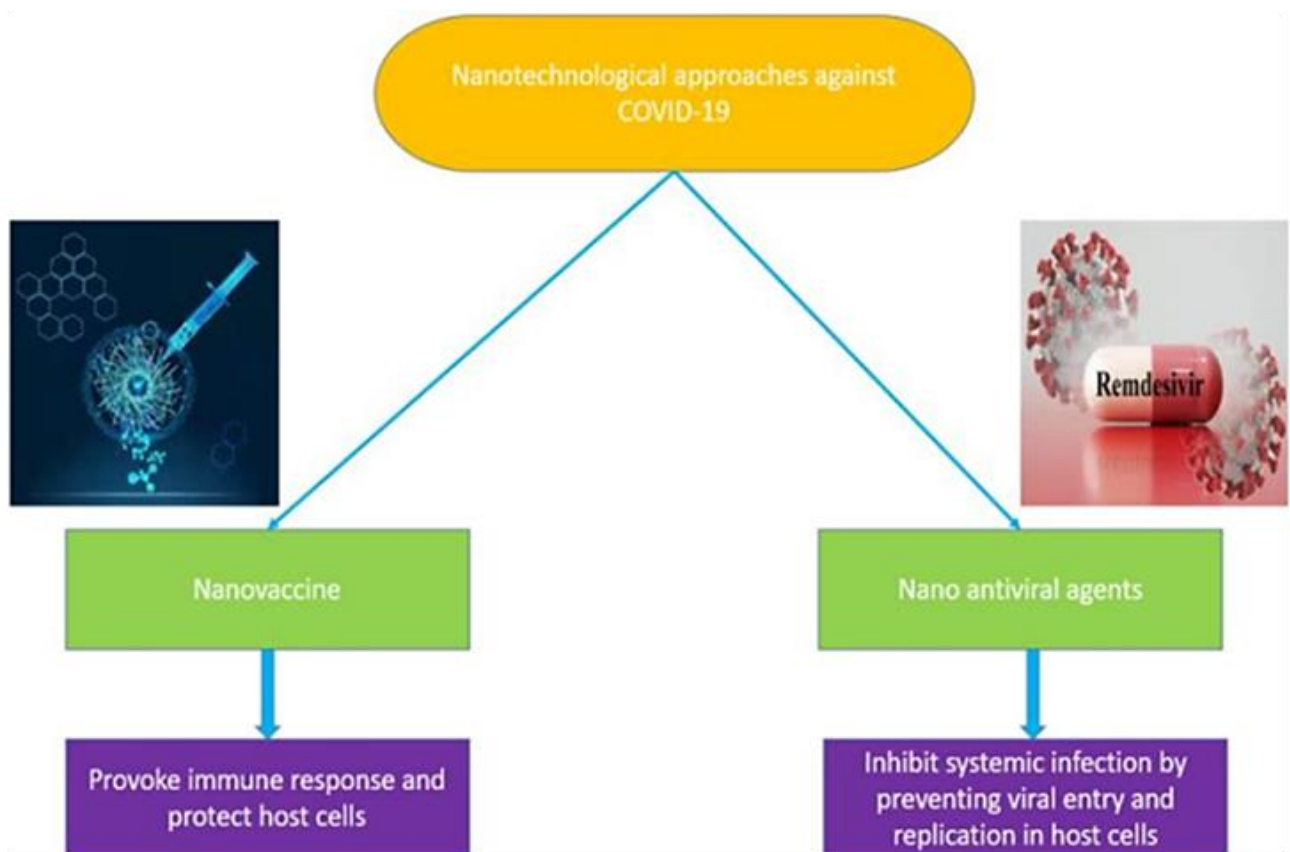 Nanotechnological approaches against
COVID-19
Remdesivir
Nanovaccine
Nano antiviral agents
Provoke immune response and
protect host cells
Inhibit systemic infection by
preventing viral entry and
replication in host cells